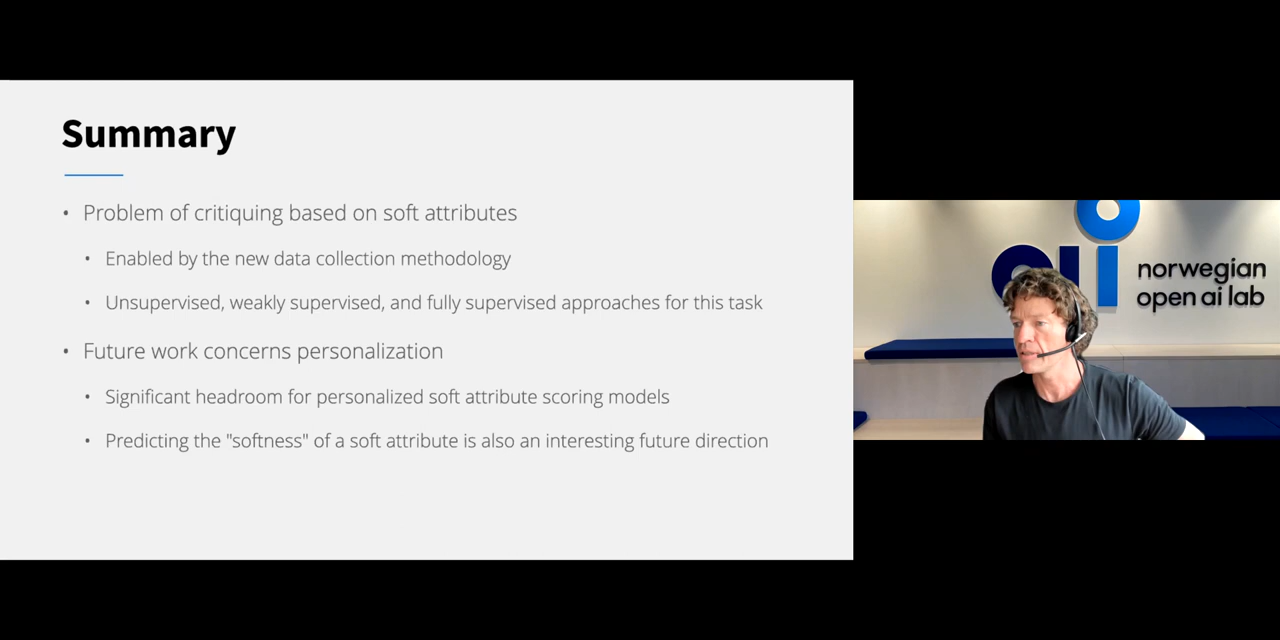 Summary
• Problem of critiquing based on soft attributes
• Enabled by the new data collection methodology
• Unsupervised, weakly supervised, and fully supervised approaches for this task
• Future work concerns personalization
• Significant headroom for personalized soft attribute scoring models
• Predicting the "softness" of a soft attribute is also an interesting future direction
norwegian
open ai lab